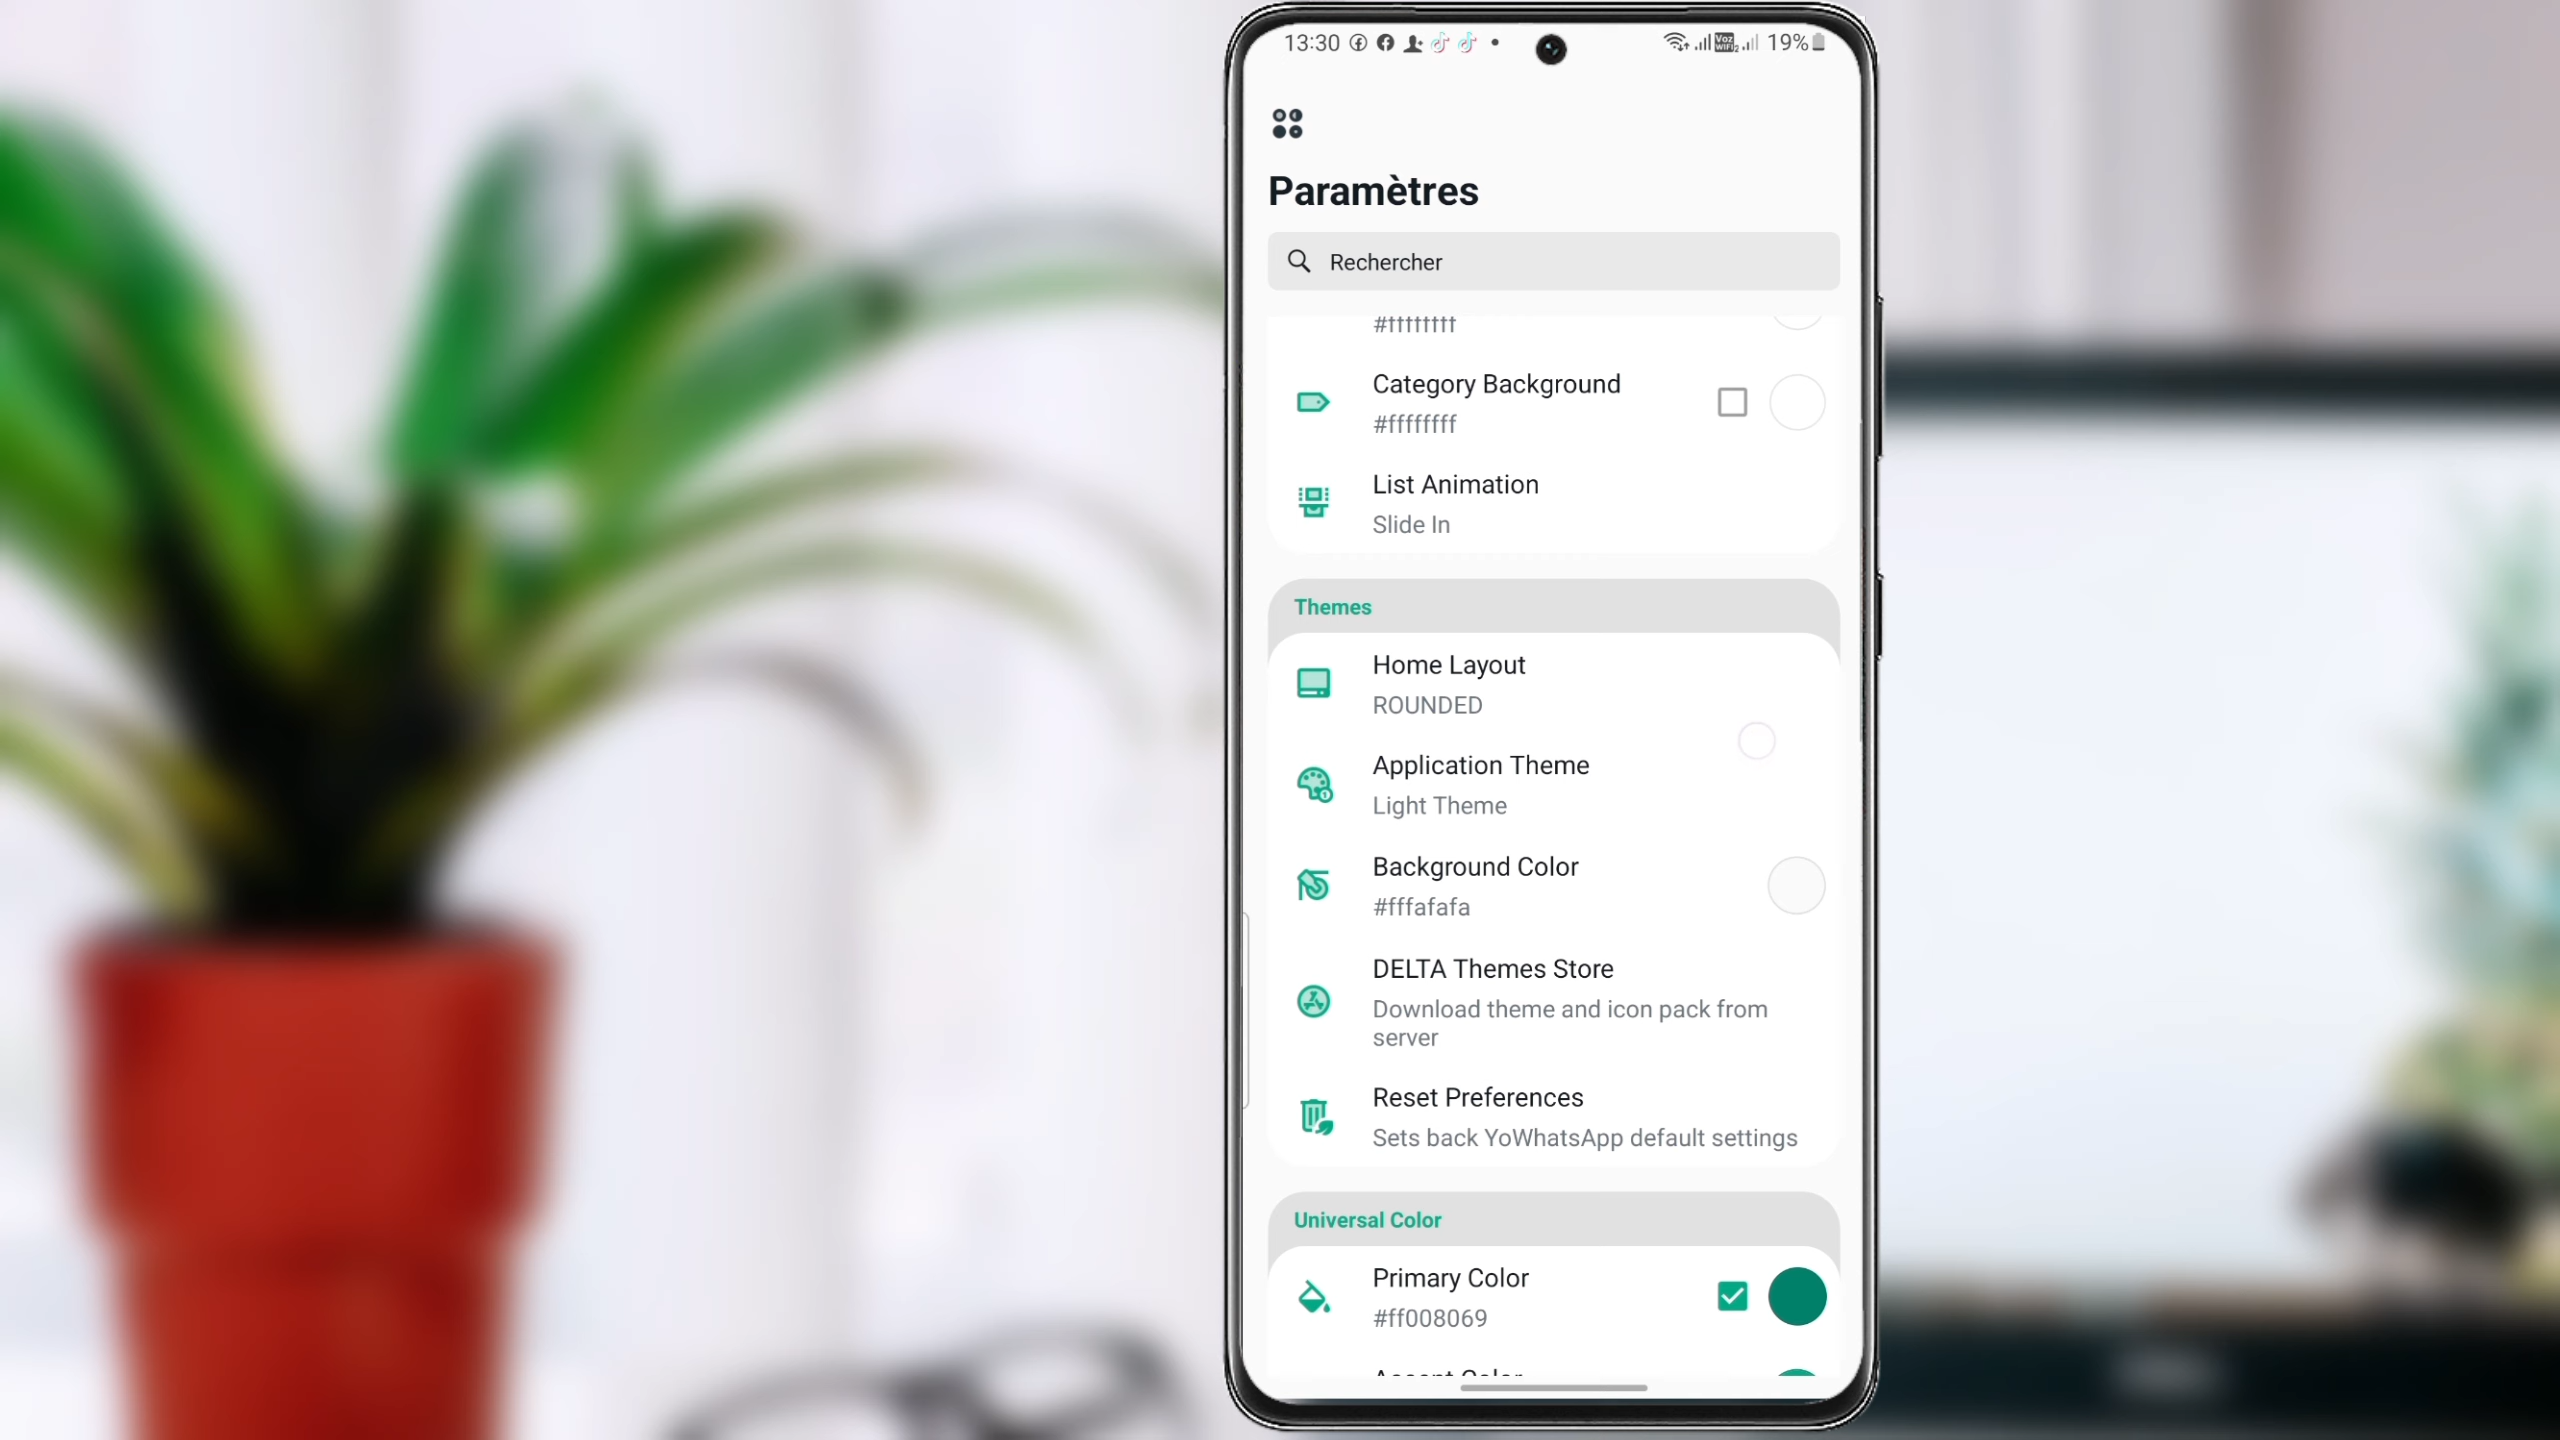 13:30
19%
Paramètres
Rechercher
#ffffffff
Category Background
#ffffffff
List Animation
Slide In
Themes
Home Layout
ROUNDED
Application Theme
Light Theme
Background Color
#fffafafa
DELTA Themes Store
Download theme and icon pack from
server
Reset Preferences
Sets back YoWhatsApp default settings
Universal Color
Primary Color
#ff008069